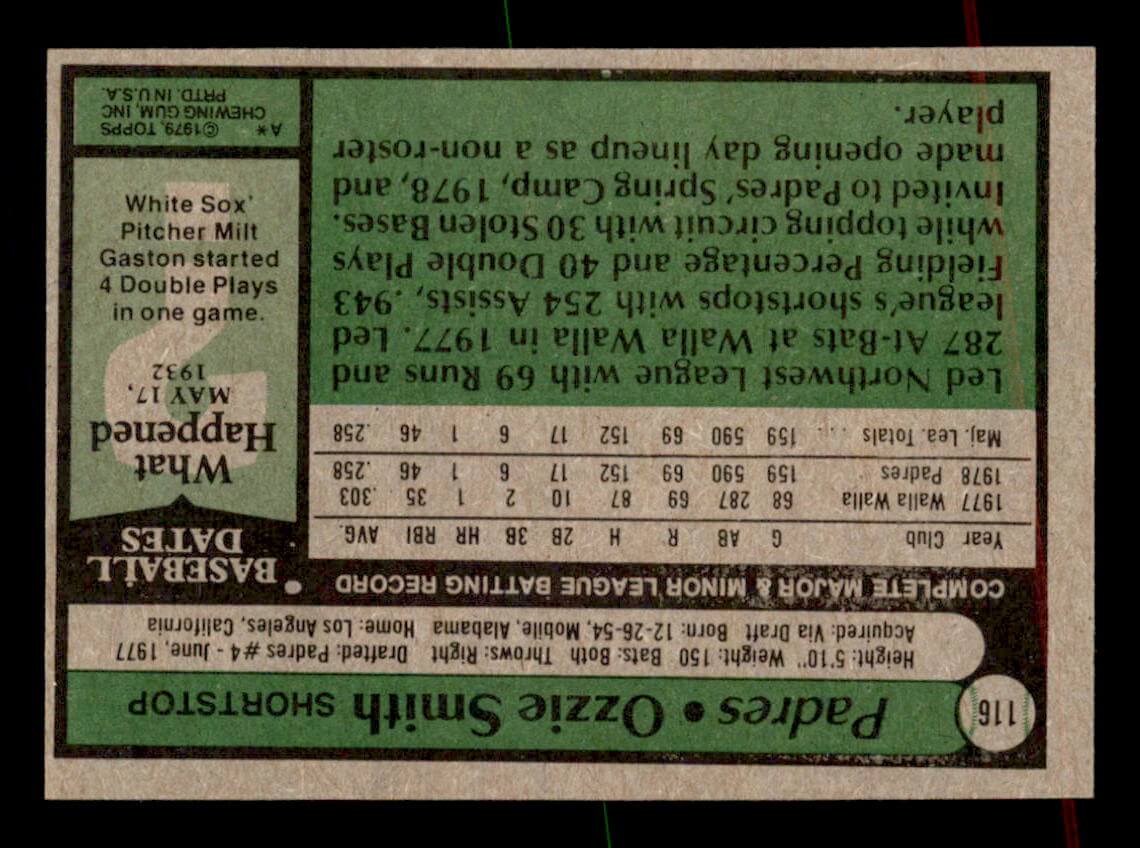 116
Padres • Ozzie Smith SHORTSTOP
Height: 5'10" Weight: 150 Bats: Both Throws: Right Drafted: Padres #4 - June, 1977
Acquired: Via Draft Born: 12-26-54, Mobile, Alabama Home: Los Angeles, California
COMPLETE MAJOR & MINOR LEAGUE BATTING RECORD
Year Club G AB R H 2B 3B HR RBI AVG.
1977 Walla Walla 68 287 69 87 10 2 1 35 .303
1978 Padres 159 590 69 152 17 6 1 46 .258
Maj. Lea. Totals . . . 159 590 69 152 17 6 1 46 .258
Led Northwest League with 69 Runs and
287 At-Bats at Walla Walla in 1977. Led
league's shortstops with 254 Assists, .943
Fielding Percentage and 40 Double Plays
while topping circuit with 30 Stolen Bases.
Invited to Padres' Spring Camp, 1978, and
made opening day lineup as a non-roster
player.
BASEBALL
DATES
What
Happened
MAY 17,
1932
White Sox'
Pitcher Milt
Gaston started
4 Double Plays
in one game.
A* ©1979, TOPPS
CHEWING GUM, INC
PRTD. IN U.S.A.